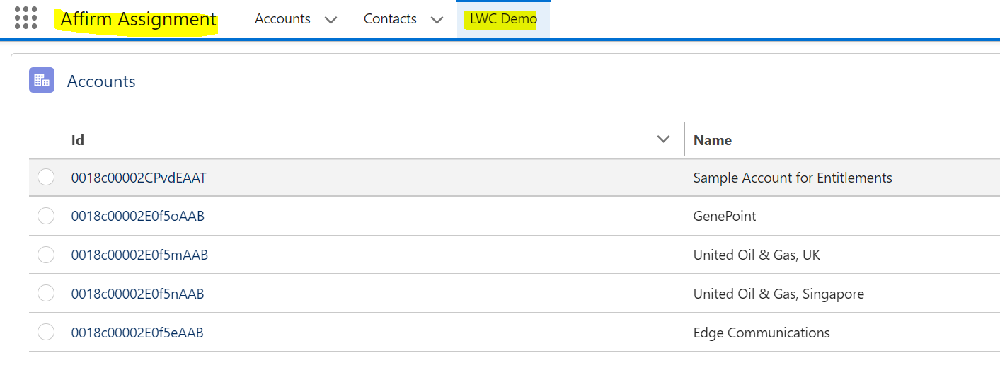 Affirm Assignment Accounts Contacts LWC Demo
Accounts
Id Name
0018c00002CPvdEAAT Sample Account for Entitlements
0018c00002E0f5oAAB GenePoint
0018c00002E0f5mAAB United Oil & Gas, UK
0018c00002E0f5nAAB United Oil & Gas, Singapore
0018c00002E0f5eAAB Edge Communications